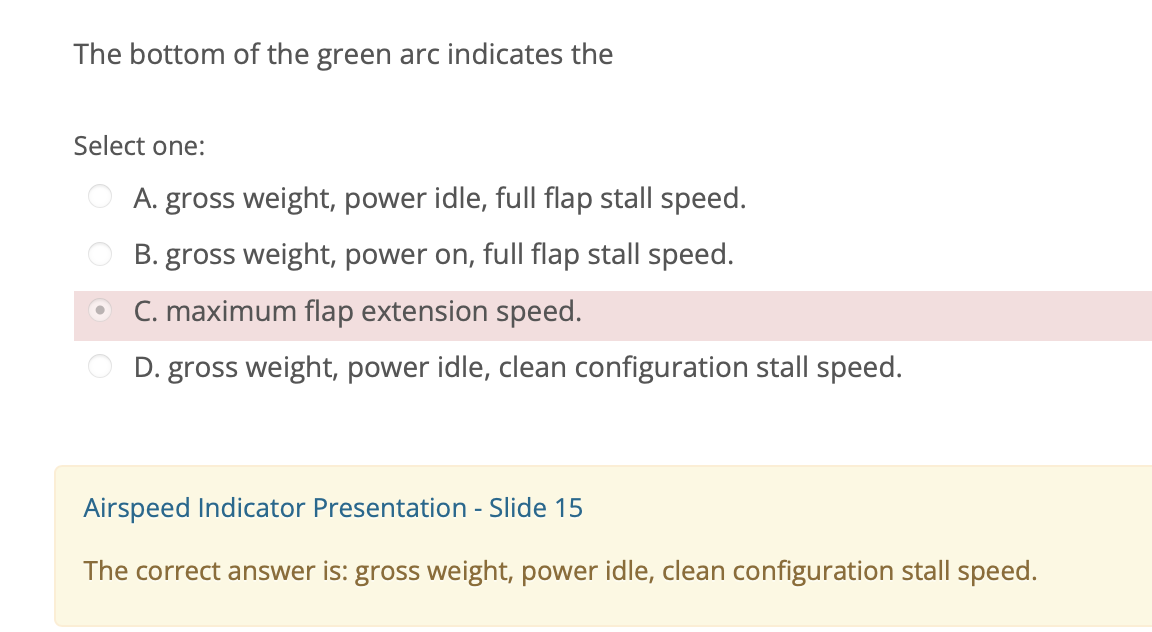 The bottom of the green arc indicates the
Select one:
A. gross weight, power idle, full flap stall speed.
B. gross weight, power on, full flap stall speed.
C. maximum flap extension speed.
D. gross weight, power idle, clean configuration stall speed.
Airspeed Indicator Presentation - Slide 15
The correct answer is: gross weight, power idle, clean configuration stall speed.